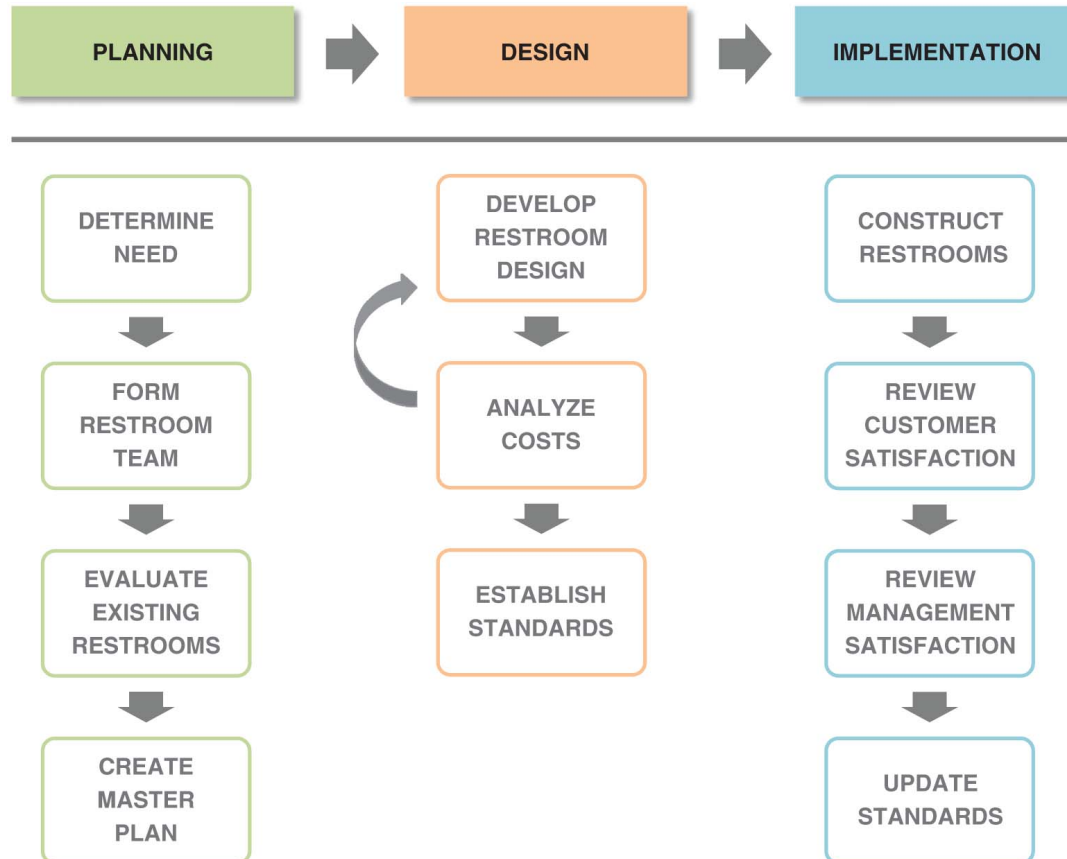 PLANNING
DESIGN
IMPLEMENTATION
DETERMINE
NEED
FORM
RESTROOM
TEAM
EVALUATE
EXISTING
RESTROOMS
CREATE
MASTER
PLAN
DEVELOP
RESTROOM
DESIGN
ANALYZE
COSTS
ESTABLISH
STANDARDS
CONSTRUCT
RESTROOMS
REVIEW
CUSTOMER
SATISFACTION
REVIEW
MANAGEMENT
SATISFACTION
UPDATE
STANDARDS